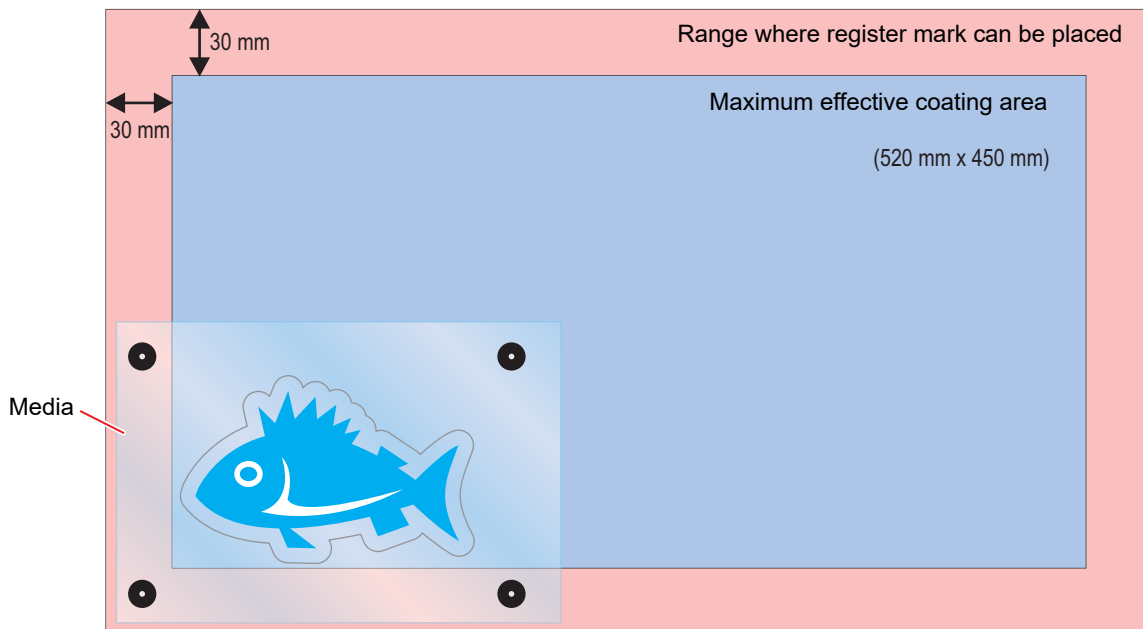 30 mm
Range where register mark can be placed
30 mm
Maximum effective coating area
(520 mm x 450 mm)
Media